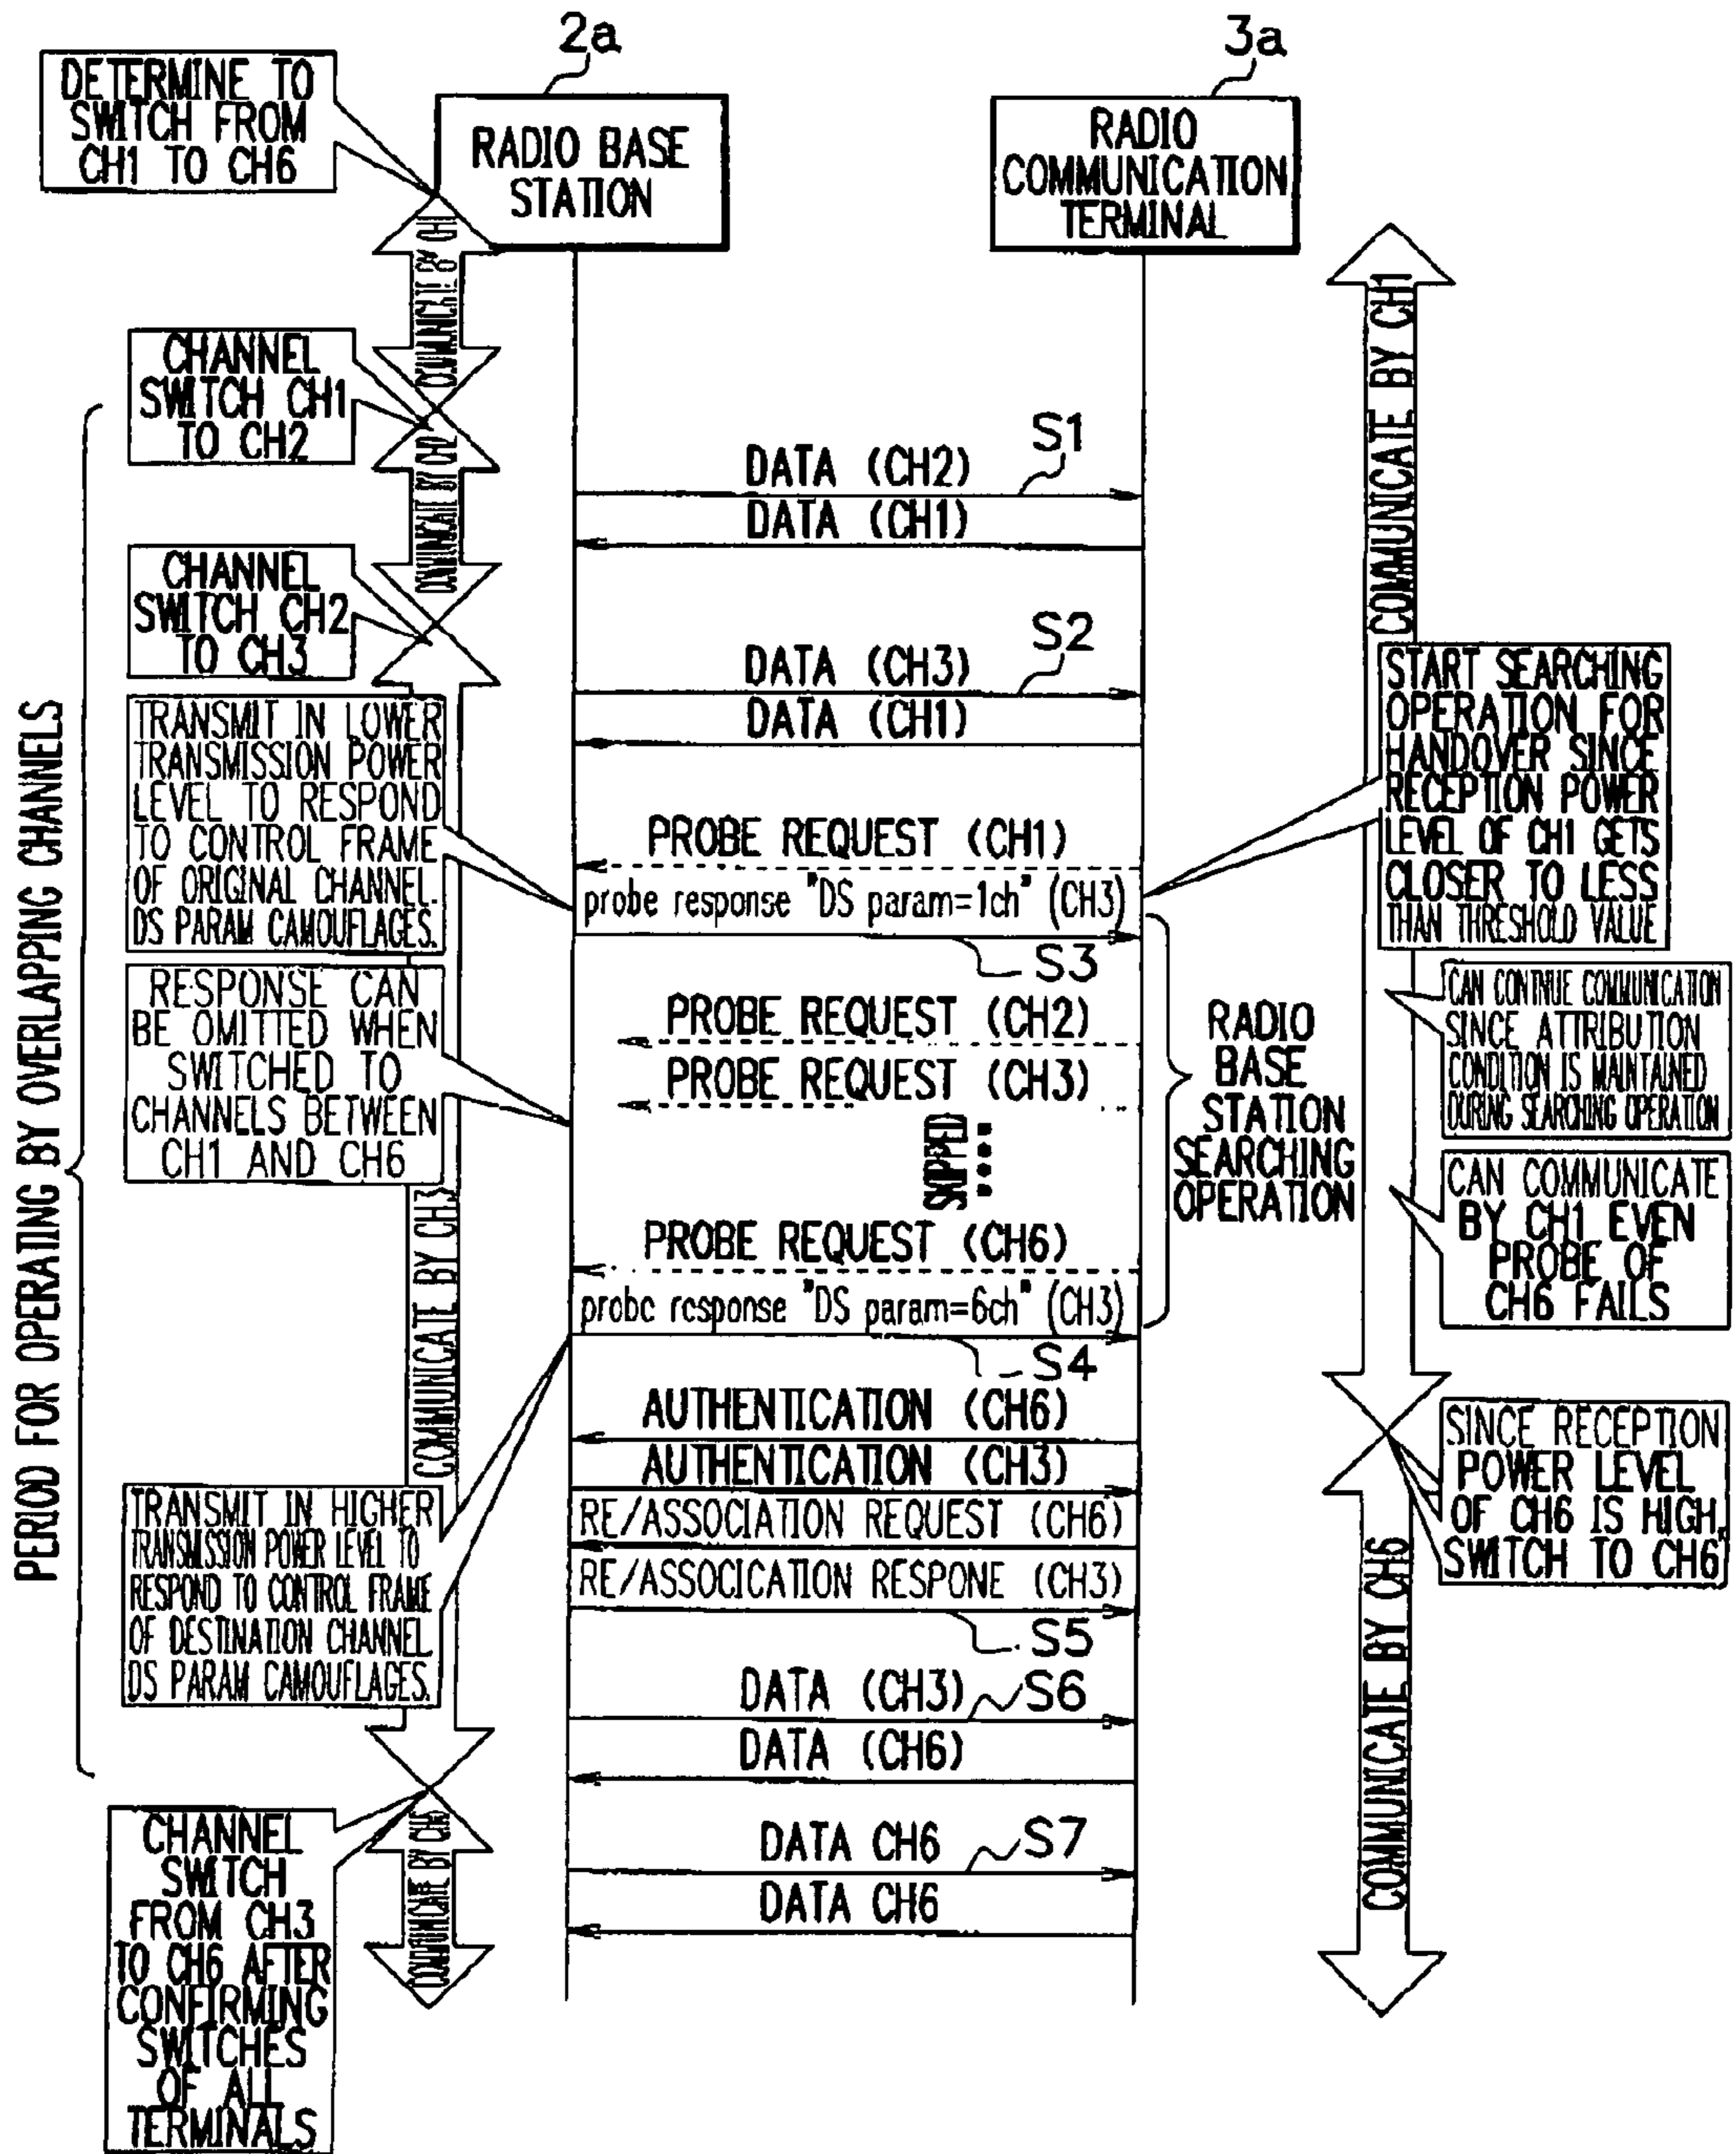 2a
3a
DETERMINE TO
SWITCH FROM
CH1 TO CH6
RADIO BASE
STATION
RADIO
COMMUNICATION
TERMINAL
COMMUNICATE BY CH1
COMMUNICATE BY CH1
CHANNEL
SWITCH CH1
TO CH2
COMMUNICATE BY CH2
S1
DATA (CH2)
DATA (CH1)
CHANNEL
SWITCH CH2
TO CH3
S2
DATA (CH3)
DATA (CH1)
PERIOD FOR OPERATING BY OVERLAPPING CHANNELS
TRANSMIT IN LOWER
TRANSMISSION POWER
LEVEL TO RESPOND
TO CONTROL FRAME
OF ORIGINAL CHANNEL.
DS PARAM CAMOUFLAGES.
START SEARCHING
OPERATION FOR
HANDOVER SINCE
RECEPTION POWER
LEVEL OF CH1 GETS
CLOSER TO LESS
THAN THRESHOLD VALUE
PROBE REQUEST (CH1)
probe response "DS param=1ch" (CH3)
S3
RESPONSE CAN
BE OMITTED WHEN
SWITCHED TO
CHANNELS BETWEEN
CH1 AND CH6
PROBE REQUEST (CH2)
PROBE REQUEST (CH3)
SKIPPED
RADIO
BASE
STATION
SEARCHING
OPERATION
CAN CONTINUE COMMUNICATION
SINCE ATTRIBUTION
CONDITION IS MAINTAINED
DURING SEARCHING OPERATION
CAN COMMUNICATE
BY CH1 EVEN
PROBE OF
CH6 FAILS
COMMUNICATE BY CH3
PROBE REQUEST (CH6)
probe response "DS param=6ch" (CH3)
S4
AUTHENTICATION (CH6)
AUTHENTICATION (CH3)
RE/ASSOCIATION REQUEST (CH6)
RE/ASSOCICATION RESPONE (CH3)
S5
SINCE RECEPTION
POWER LEVEL
OF CH6 IS HIGH,
SWITCH TO CH6
TRANSMIT IN HIGHER
TRANSMISSION POWER LEVEL TO
RESPOND TO CONTROL FRAME
OF DESTINATION CHANNEL
DS PARAM CAMOUFLAGES.
DATA (CH3)
S6
DATA (CH6)
COMMUNICATE BY CH6
CHANNEL
SWITCH
FROM CH3
TO CH6 AFTER
CONFIRMING
SWITCHES
OF ALL
TERMINALS
COMMUNICATE BY CH6
DATA CH6
S7
DATA CH6